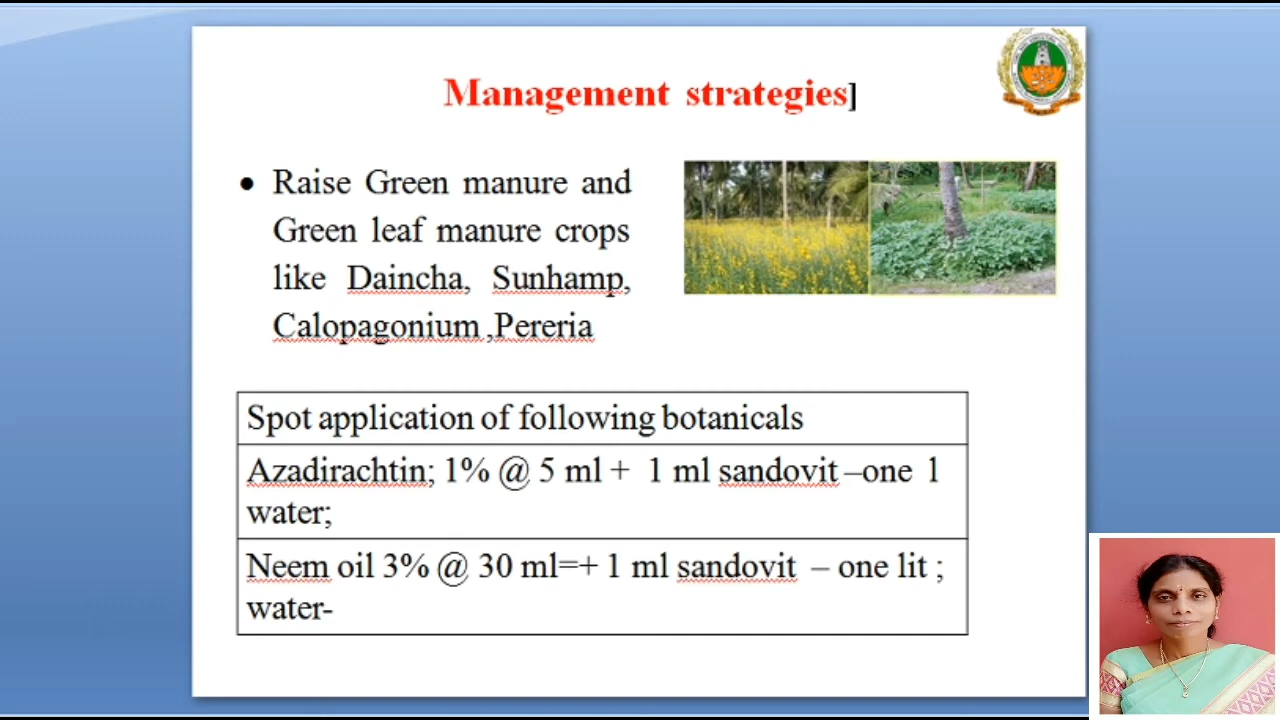 Management strategies]
• Raise Green manure and
Green leaf manure crops
like Daincha, Sunhamp,
Calopagonium ,Pereria
Spot application of following botanicals
Azadirachtin; 1% @ 5 ml + 1 ml sandovit –one l
water;
Neem oil 3% @ 30 ml=+ 1 ml sandovit – one lit ;
water-